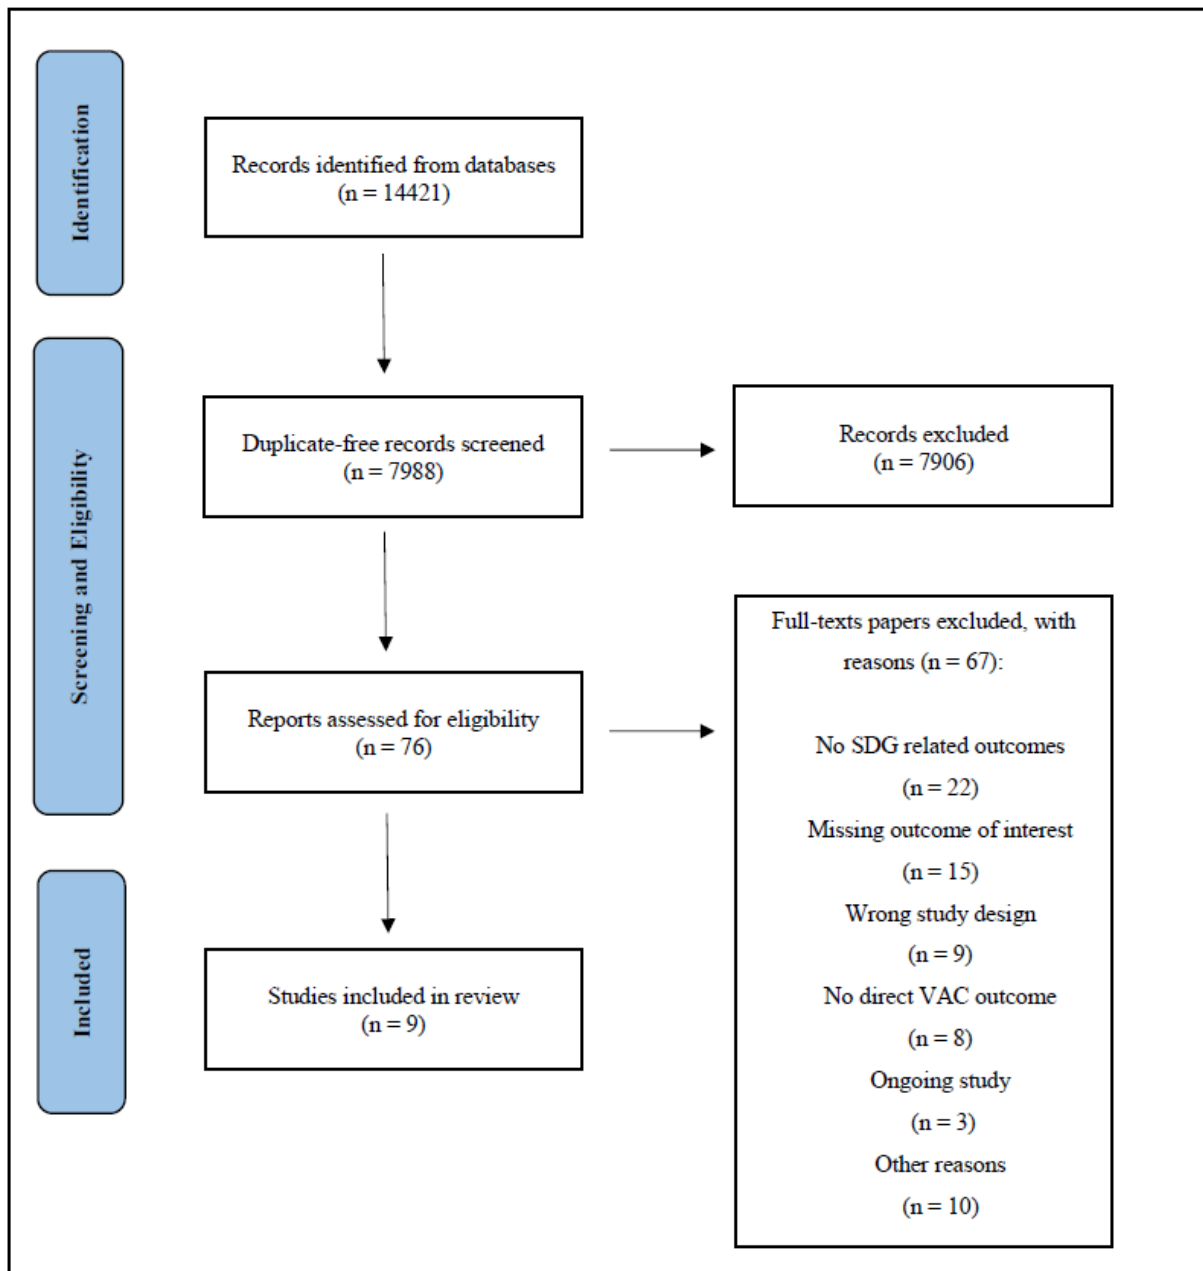 Identification
Records identified from databases
(n = 14421)
Screening and Eligibility
Duplicate-free records screened
(n = 7988)
Records excluded
(n = 7906)
Reports assessed for eligibility
(n = 76)
Full-texts papers excluded, with
reasons (n = 67):
No SDG related outcomes
(n = 22)
Missing outcome of interest
(n = 15)
Wrong study design
(n = 9)
No direct VAC outcome
(n = 8)
Ongoing study
(n = 3)
Other reasons
(n = 10)
Included
Studies included in review
(n = 9)